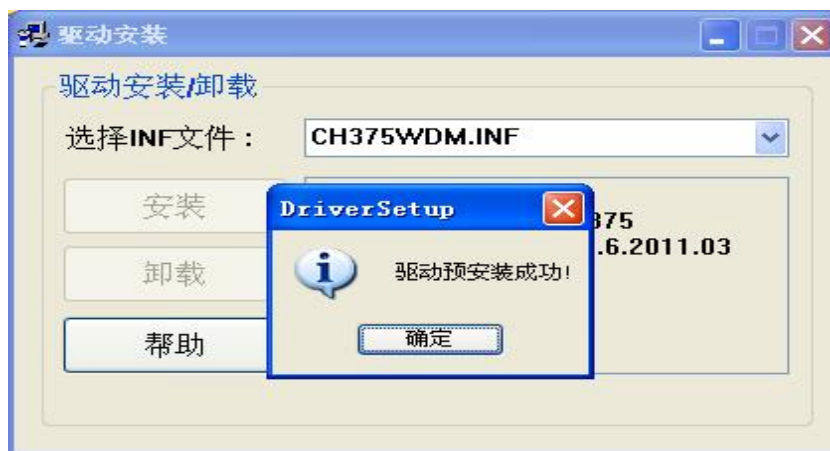 驱动安装
驱动安装/卸载
选择INF文件：
CH375WDM.INF
安装
卸载
帮助
375
.6.2011.03
DriverSetup
驱动预安装成功!
确定